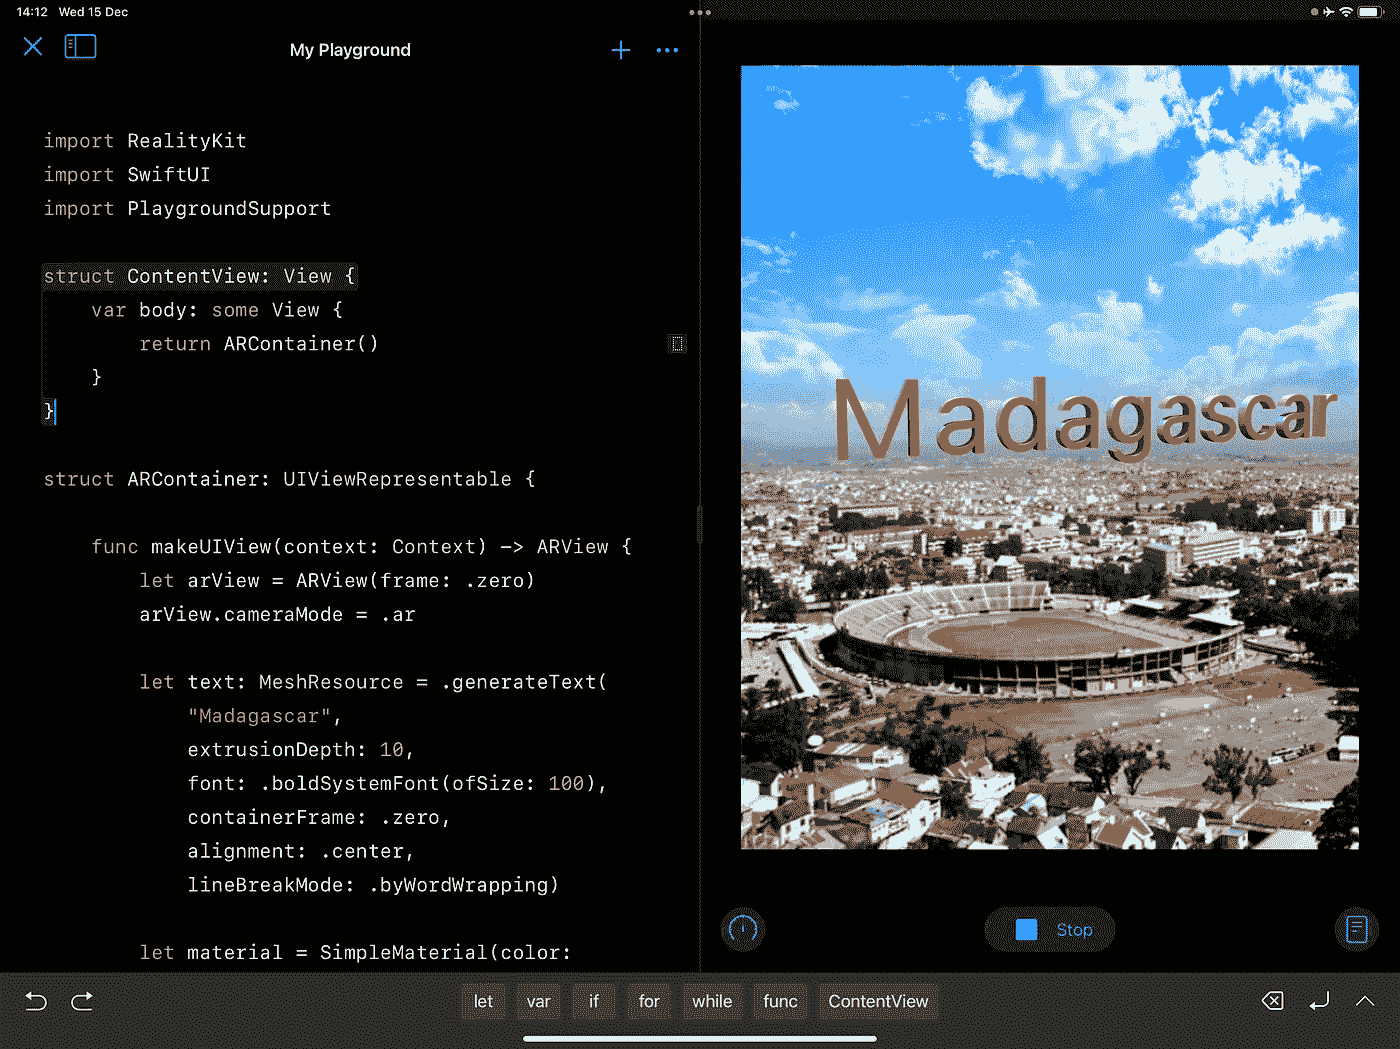 14:12 Wed 15 Dec
My Playground
import RealityKit
import SwiftUI
import PlaygroundSupport
struct ContentView: View {
var body: some View {
return ARContainer()
}
}
struct ARContainer: UIViewRepresentable {
func makeUIView(context: Context) -> ARView {
let arView = ARView(frame: .zero)
arView.cameraMode = .ar
let text: MeshResource = .generateText(
"Madagascar",
extrusionDepth: 10,
font: .boldSystemFont(ofSize: 100),
containerFrame: .zero,
alignment: .center,
lineBreakMode: .byWordWrapping)
let material = SimpleMaterial(color:
Madagascar
Stop
let var if for while func ContentView